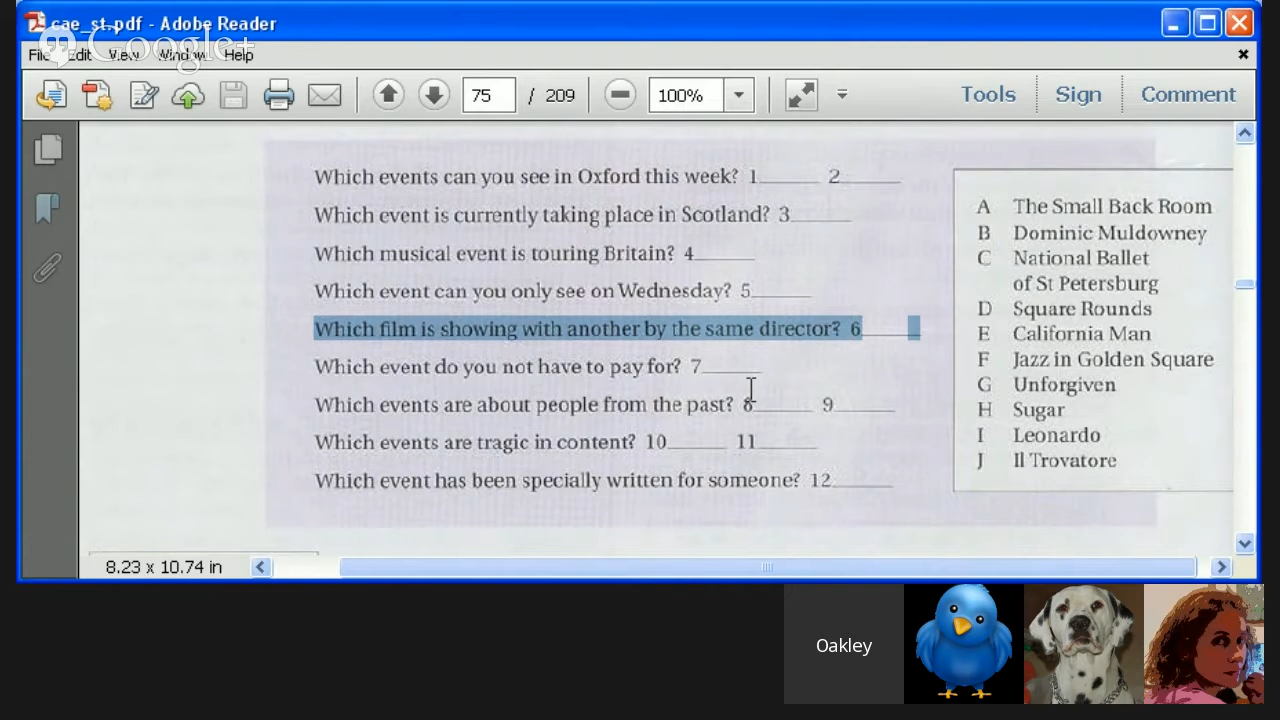 cae_st.pdf - Adobe Reader
Google+
File Edit View Window Help
75 / 209 100% Tools Sign Comment
Which events can you see in Oxford this week? 1 2
Which event is currently taking place in Scotland? 3
Which musical event is touring Britain? 4
Which event can you only see on Wednesday? 5
Which film is showing with another by the same director? 6
Which event do you not have to pay for? 7
Which events are about people from the past? 8 9
Which events are tragic in content? 10 11
Which event has been specially written for someone? 12
A The Small Back Room
B Dominic Muldowney
C National Ballet
of St Petersburg
D Square Rounds
E California Man
F Jazz in Golden Square
G Unforgiven
H Sugar
I Leonardo
J Il Trovatore
8.23 x 10.74 in
Oakley